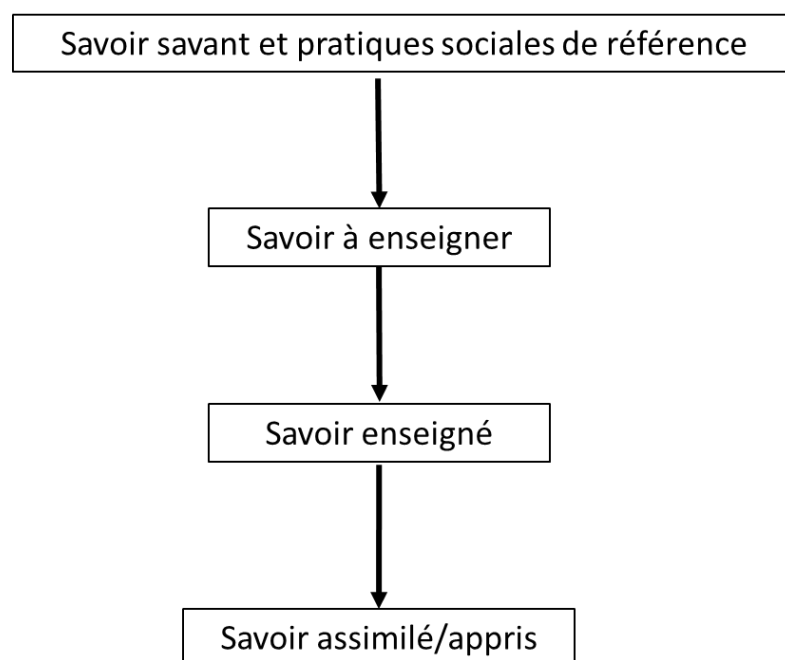 Savoir savant et pratiques sociales de référence
Savoir à enseigner
Savoir enseigné
Savoir assimilé/appris